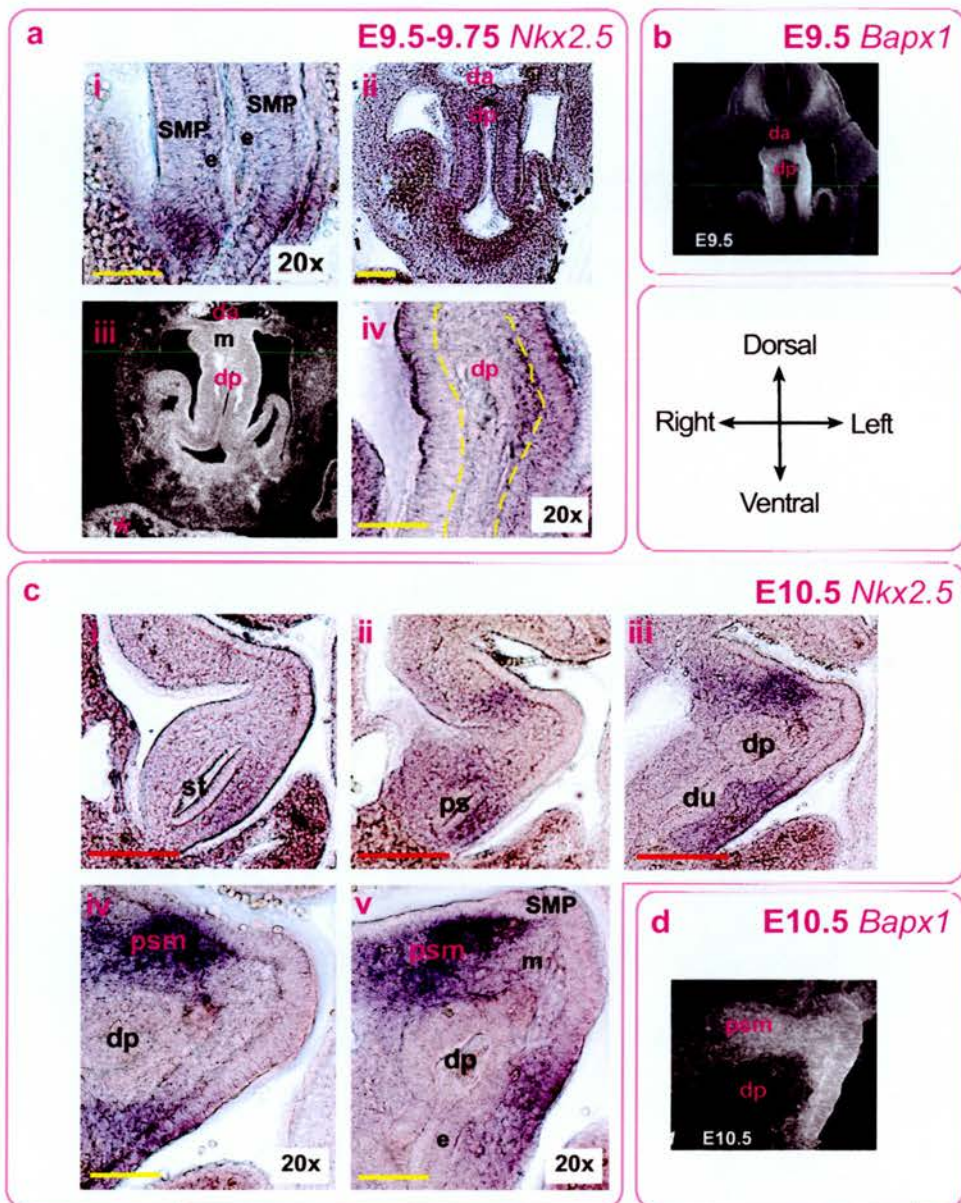 a
E9.5-9.75 Nkx2.5
i
SMP
SMP
e
e
20x
ii
da
dp
iii
da
m
dp
*
iv
dp
20x
b
E9.5 Bapx1
da
dp
E9.5
Dorsal
Right
Left
Ventral
c
E10.5 Nkx2.5
i
st
ii
ps
iii
dp
du
iv
psm
dp
20x
v
SMP
psm
m
dp
e
20x
d
E10.5 Bapx1
psm
dp
E10.5